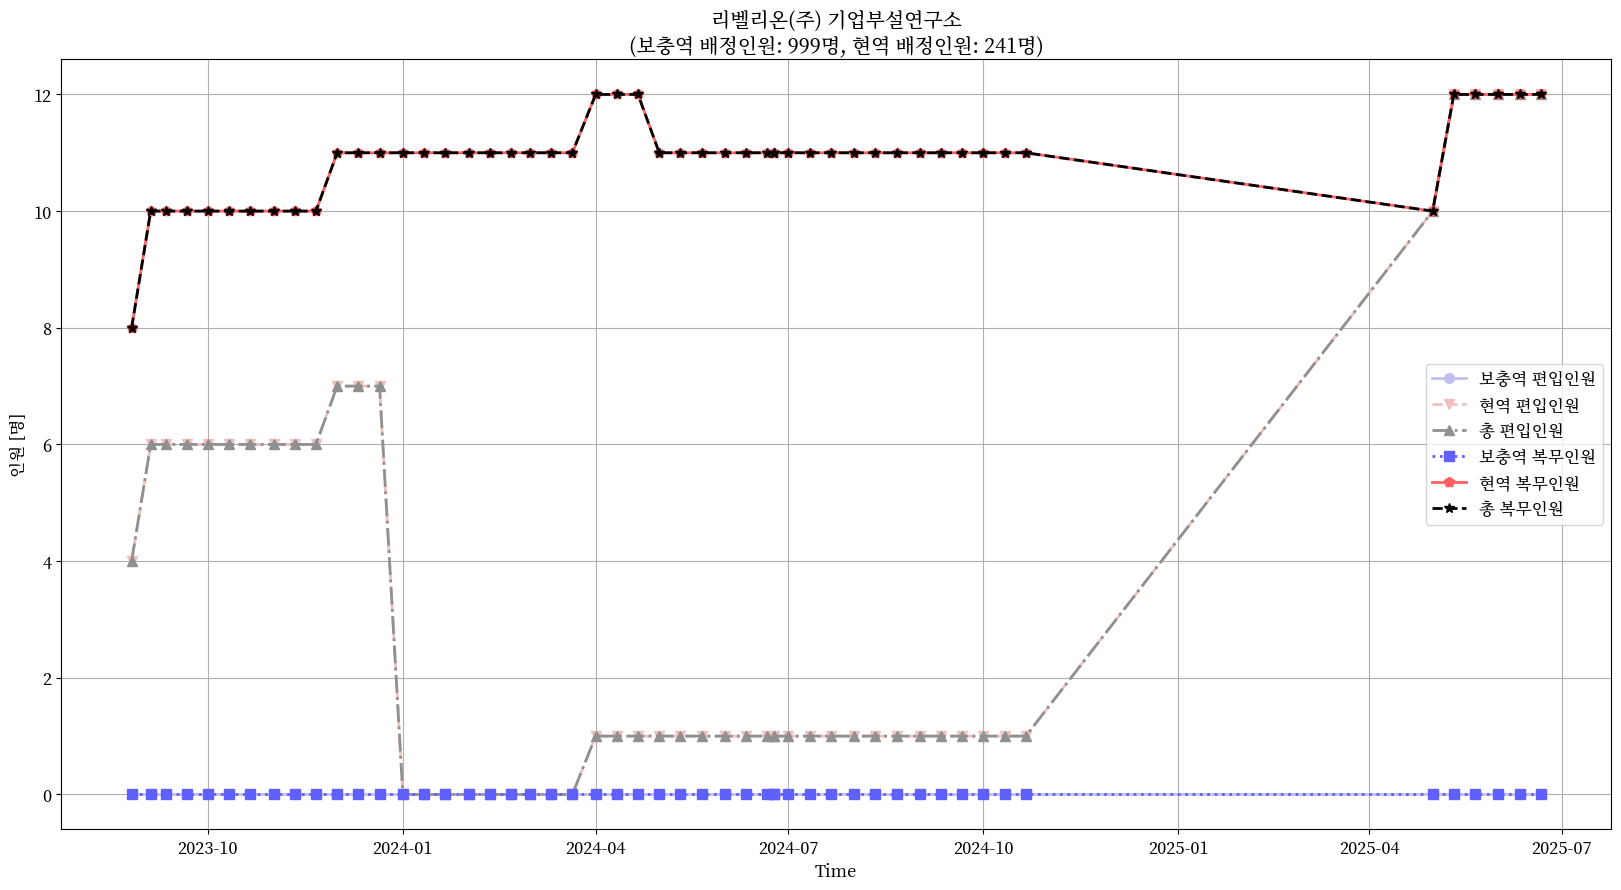 리벨리온(주) 기업부설연구소
(보충역 배정인원: 999명, 현역 배정인원: 241명)
12
10
8
6
4
2
0
인원 [명]
보충역 편입인원
현역 편입인원
총 편입인원
보충역 복무인원
현역 복무인원
총 복무인원
2023-10
2024-01
2024-04
2024-07
2024-10
2025-01
2025-04
2025-07
Time